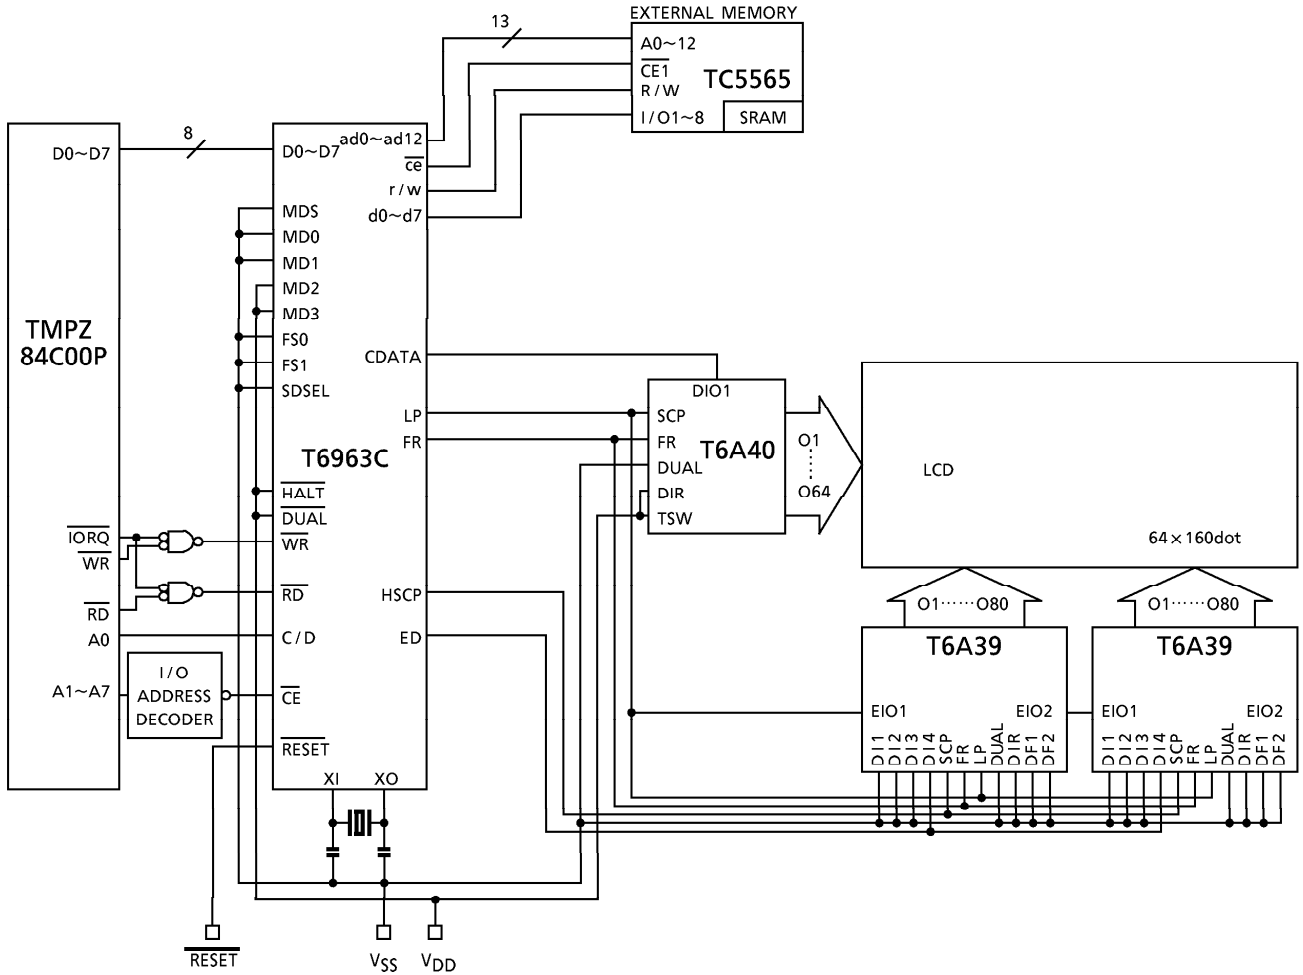 EXTERNAL MEMORY
13
A0~12
CE1
TC5565
R/W
I/O1~8
SRAM
8
D0~D7
D0~D7
ad0~ad12
ce
r/w
d0~d7
MDS
MD0
MD1
MD2
MD3
FS0
FS1
SDSEL
TMPZ
84C00P
CDATA
LP
FR
T6963C
DIO1
SCP
FR
T6A40
DUAL
DIR
TSW
O1
O64
LCD
64×160dot
HALT
DUAL
WR
RD
C/D
CE
RESET
HSCP
ED
IORQ
WR
RD
A0
A1~A7
I/O
ADDRESS
DECODER
XI
XO
O1······O80
O1······O80
T6A39
T6A39
EIO1
EIO2
EIO1
EIO2
DI1
DI2
DI3
DI4
SCP
FR
LP
DUAL
DIR
DF1
DF2
DI1
DI2
DI3
DI4
SCP
FR
LP
DUAL
DIR
DF1
DF2
RESET
VSS
VDD